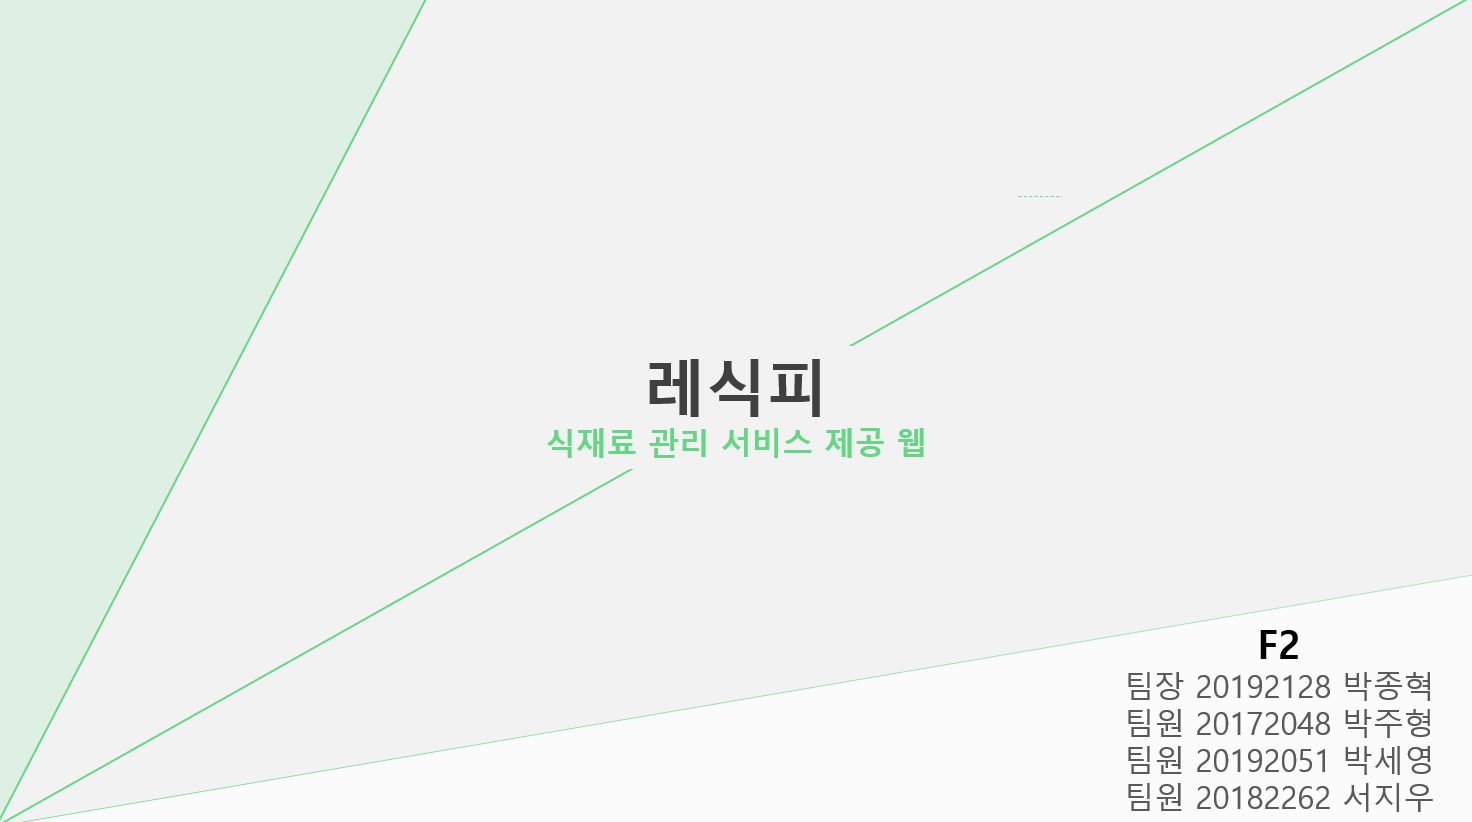 레식피
식재료 관리 서비스 제공 웹
F2
팀장 20192128 박종혁
팀원 20172048 박주형
팀원 20192051 박세영
팀원 20182262 서지우